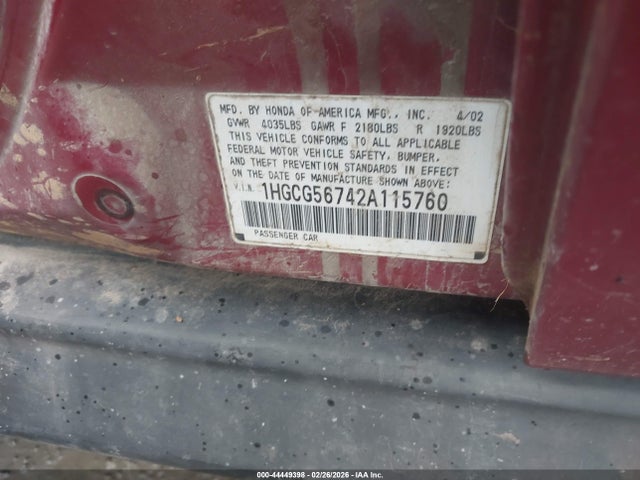 MFD. BY HONDA OF AMERICA MFG., INC. 4/02
GVWR 4035LBS GAWR F 2180LBS R 1920LBS
THIS VEHICLE CONFORMS TO ALL APPLICABLE
FEDERAL MOTOR VEHICLE SAFETY, BUMPER,
AND THEFT PREVENTION STANDARDS IN EFFECT
ON THE DATE OF MANUFACTURE SHOWN ABOVE:
V.I.N. 1HGCG56742A115760
PASSENGER CAR
000-44449398 - 02/26/2026 - IAA Inc.